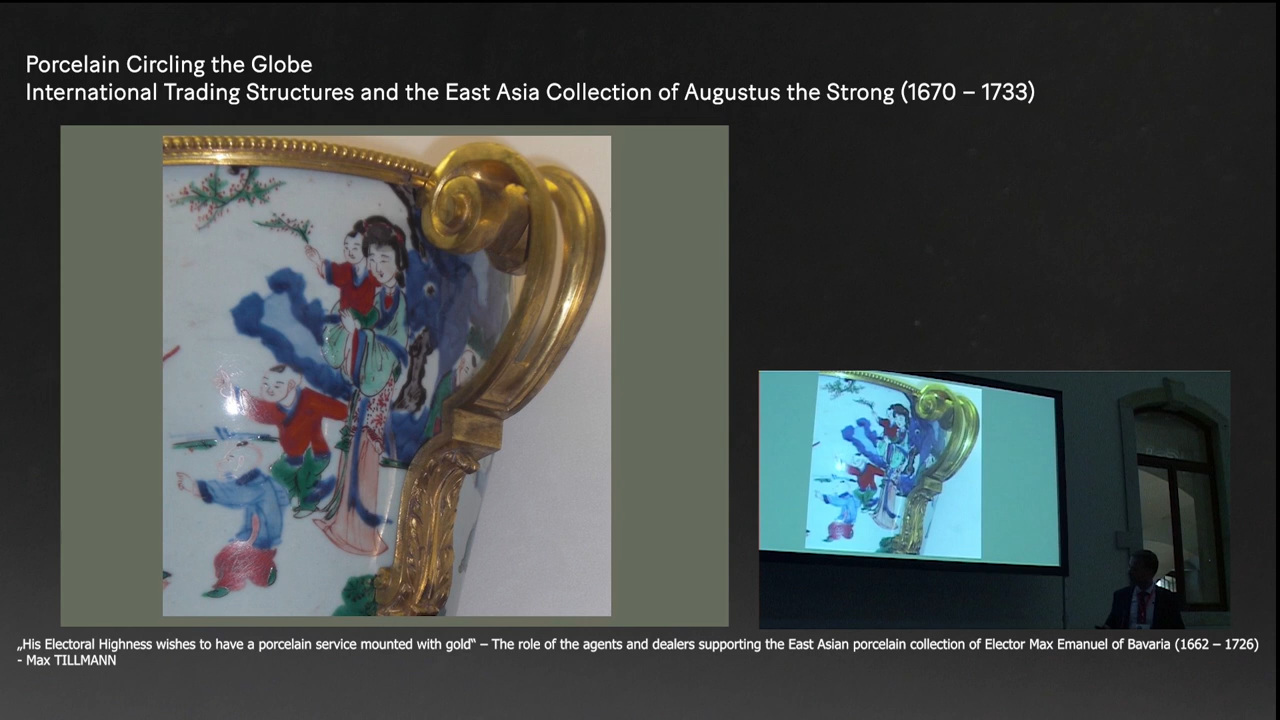 Porcelain Circling the Globe
International Trading Structures and the East Asia Collection of Augustus the Strong (1670 – 1733)
„His Electoral Highness wishes to have a porcelain service mounted with gold“ – The role of the agents and dealers supporting the East Asian porcelain collection of Elector Max Emanuel of Bavaria (1662 – 1726)
- Max TILLMANN